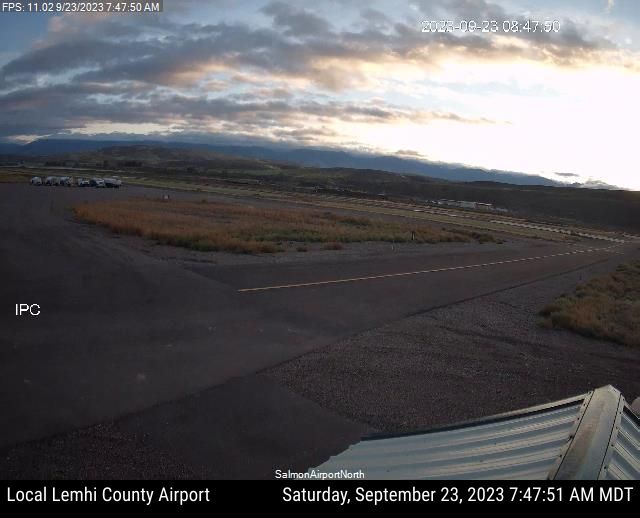 FPS: 11.02 9/23/2023 7:47:50 AM
2023-09-23 08:47:50
IPC
SalmonAirportNorth
Local Lemhi County Airport Saturday, September 23, 2023 7:47:51 AM MDT